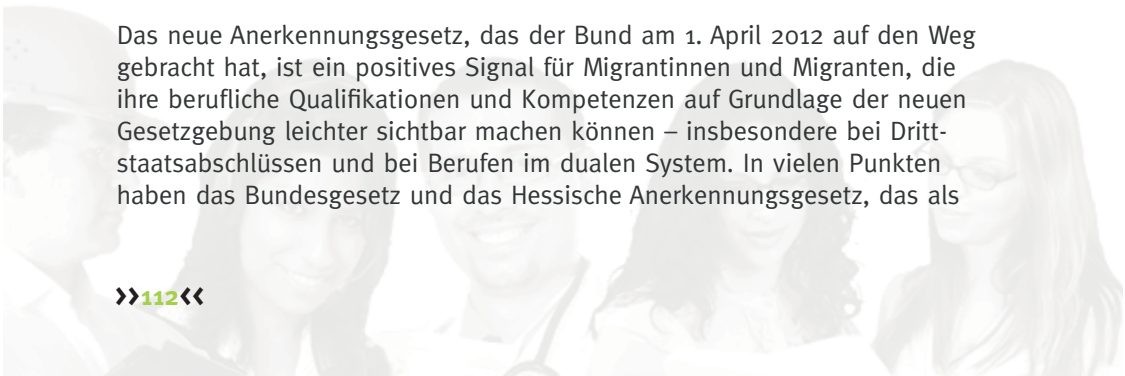 Das neue Anerkennungsgesetz, das der Bund am 1. April 2012 auf den Weg
gebracht hat, ist ein positives Signal für Migrantinnen und Migranten, die
ihre berufliche Qualifikationen und Kompetenzen auf Grundlage der neuen
Gesetzgebung leichter sichtbar machen können – insbesondere bei Dritt-
staatsabschlüssen und bei Berufen im dualen System. In vielen Punkten
haben das Bundesgesetz und das Hessische Anerkennungsgesetz, das als
››112‹‹